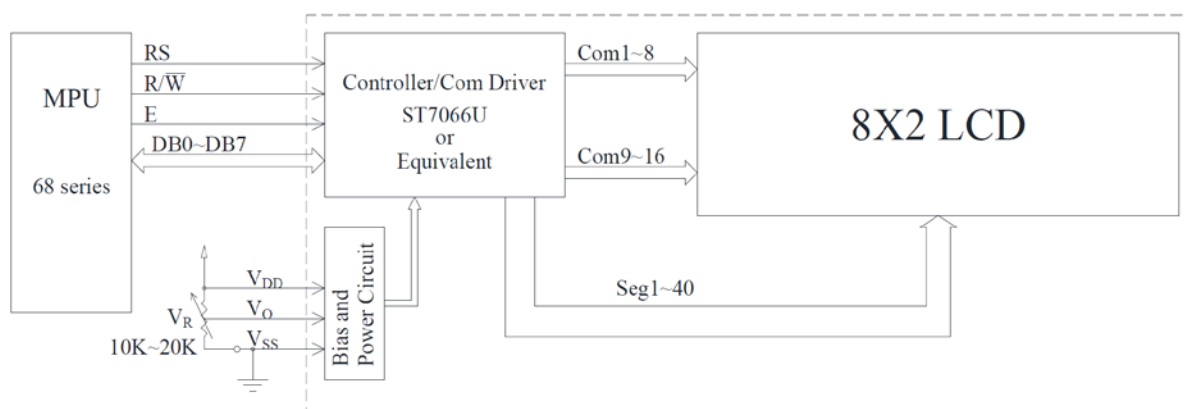 MPU
68 series
RS
R/W̅
E
DB0~DB7
Controller/Com Driver
ST7066U
or
Equivalent
Com1~8
Com9~16
8X2 LCD
Seg1~40
Bias and
Power Circuit
VDD
VO
VSS
VR
10K~20K